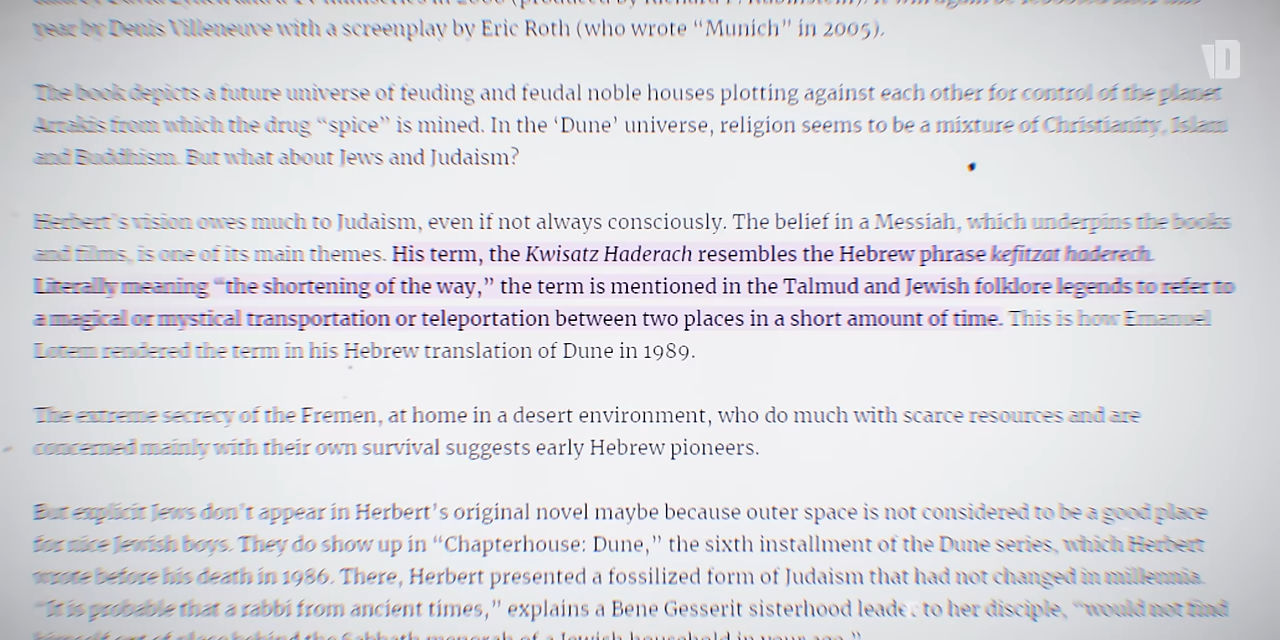 year by Denis Villeneuve with a screenplay by Eric Roth (who wrote “Munich” in 2005).
The book depicts a future universe of feuding and feudal noble houses plotting against each other for control of the planet
Arrakis from which the drug “spice” is mined. In the ‘Dune’ universe, religion seems to be a mixture of Christianity, Islam
and Buddhism. But what about Jews and Judaism?
Herbert’s vision owes much to Judaism, even if not always consciously. The belief in a Messiah, which underpins the books
and films, is one of its main themes. His term, the Kwisatz Haderach resembles the Hebrew phrase kefitzat haderech.
Literally meaning “the shortening of the way,” the term is mentioned in the Talmud and Jewish folklore legends to refer to
a magical or mystical transportation or teleportation between two places in a short amount of time. This is how Emanuel
Lotem rendered the term in his Hebrew translation of Dune in 1989.
The extreme secrecy of the Fremen, at home in a desert environment, who do much with scarce resources and are
concerned mainly with their own survival suggests early Hebrew pioneers.
But explicit Jews don’t appear in Herbert’s original novel maybe because outer space is not considered to be a good place
for nice Jewish boys. They do show up in “Chapterhouse: Dune,” the sixth installment of the Dune series, which Herbert
wrote before his death in 1986. There, Herbert presented a fossilized form of Judaism that had not changed in millennia.
“It is probable that a rabbi from ancient times,” explains a Bene Gesserit sisterhood leader to her disciple, “would not find